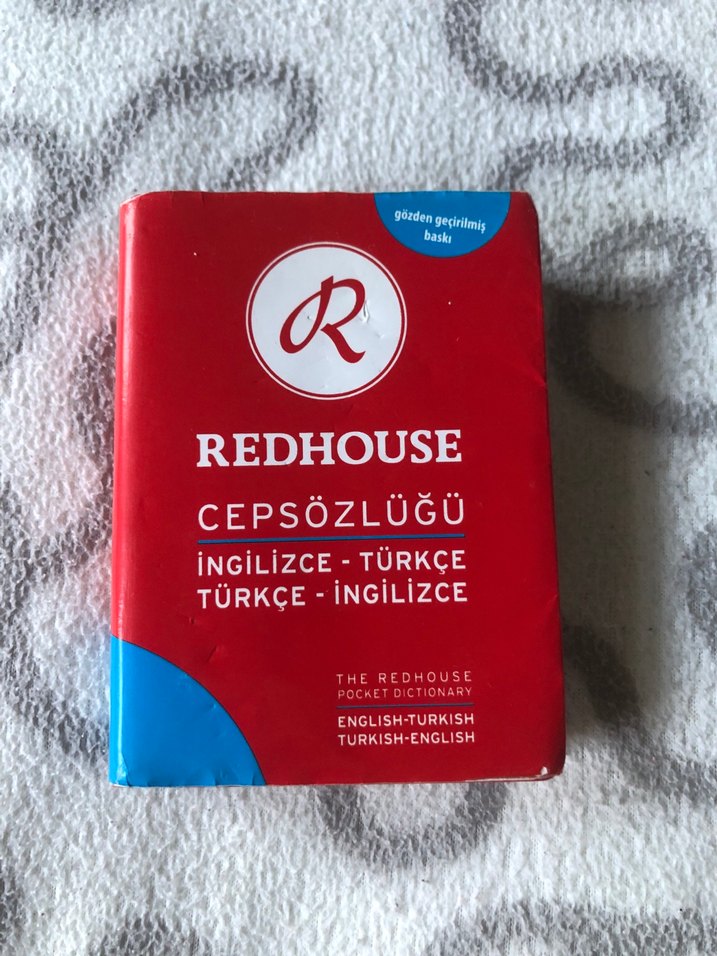 gözden geçirilmiş
baskı
R
REDHOUSE
CEPSÖZLÜĞÜ
İNGİLİZCE - TÜRKÇE
TÜRKÇE - İNGİLİZCE
THE REDHOUSE
POCKET DICTIONARY
ENGLISH-TURKISH
TURKISH-ENGLISH